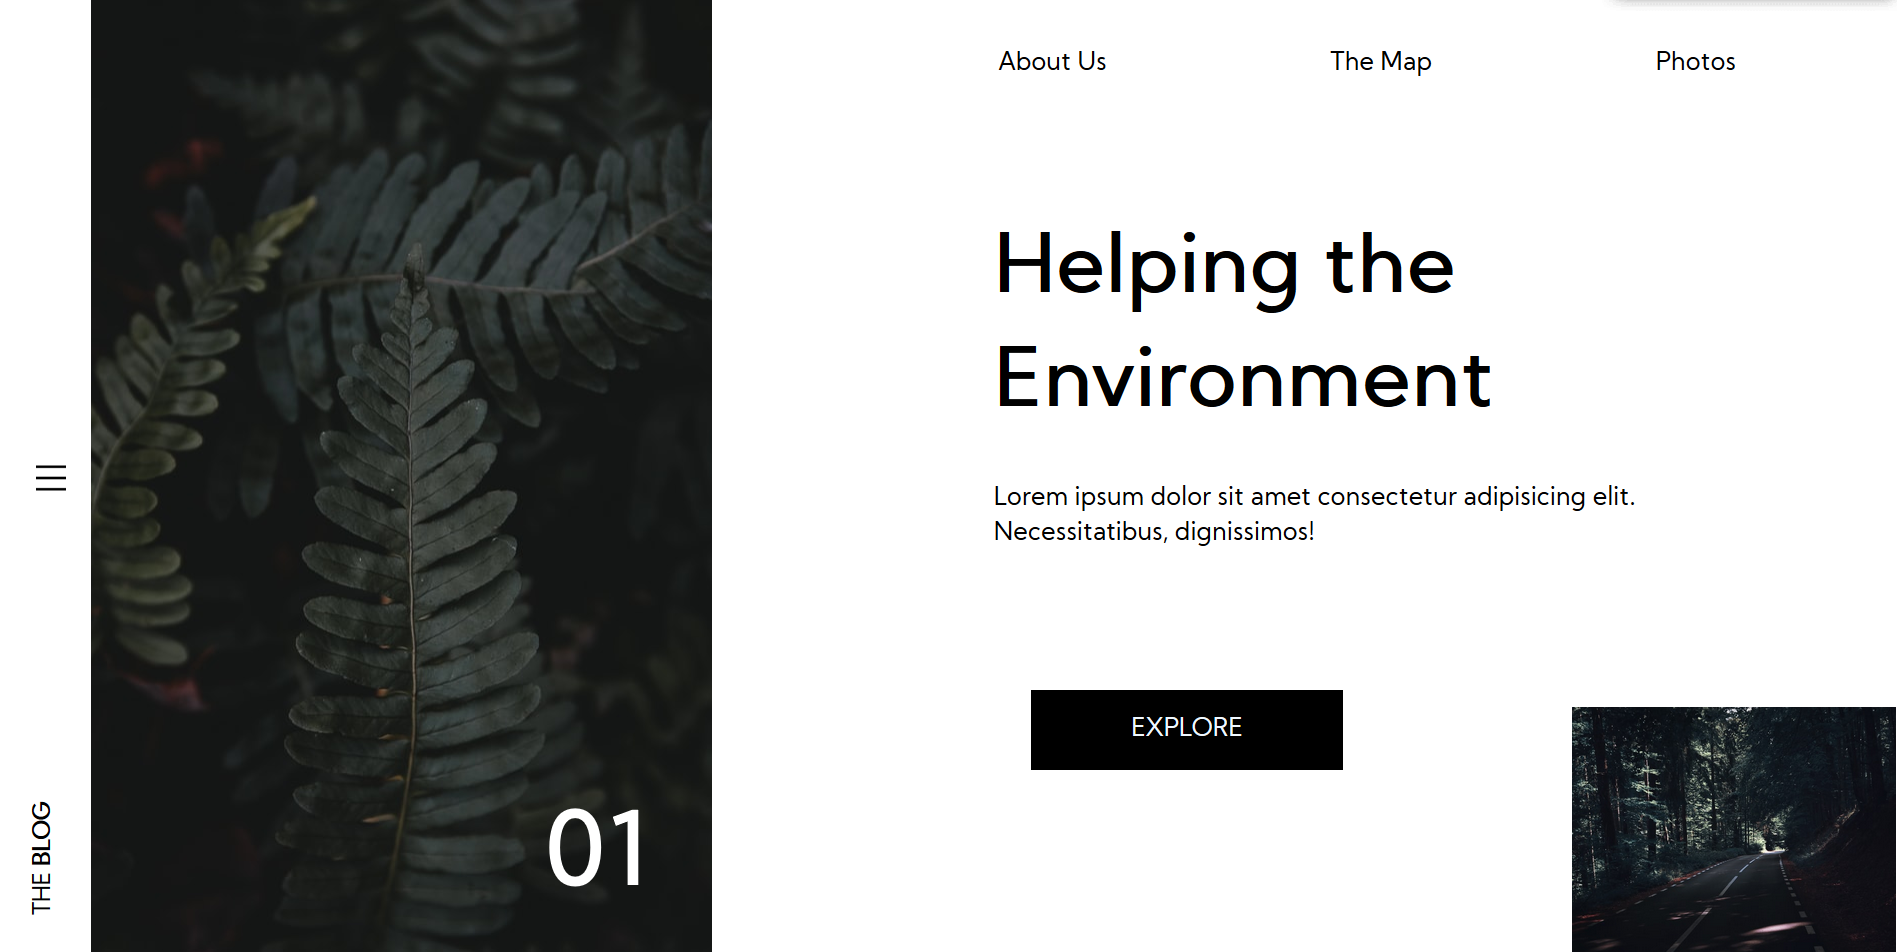 About Us
The Map
Photos
Helping the
Environment
Lorem ipsum dolor sit amet consectetur adipisicing elit.
Necessitatibus, dignissimos!
EXPLORE
01
THE BLOG